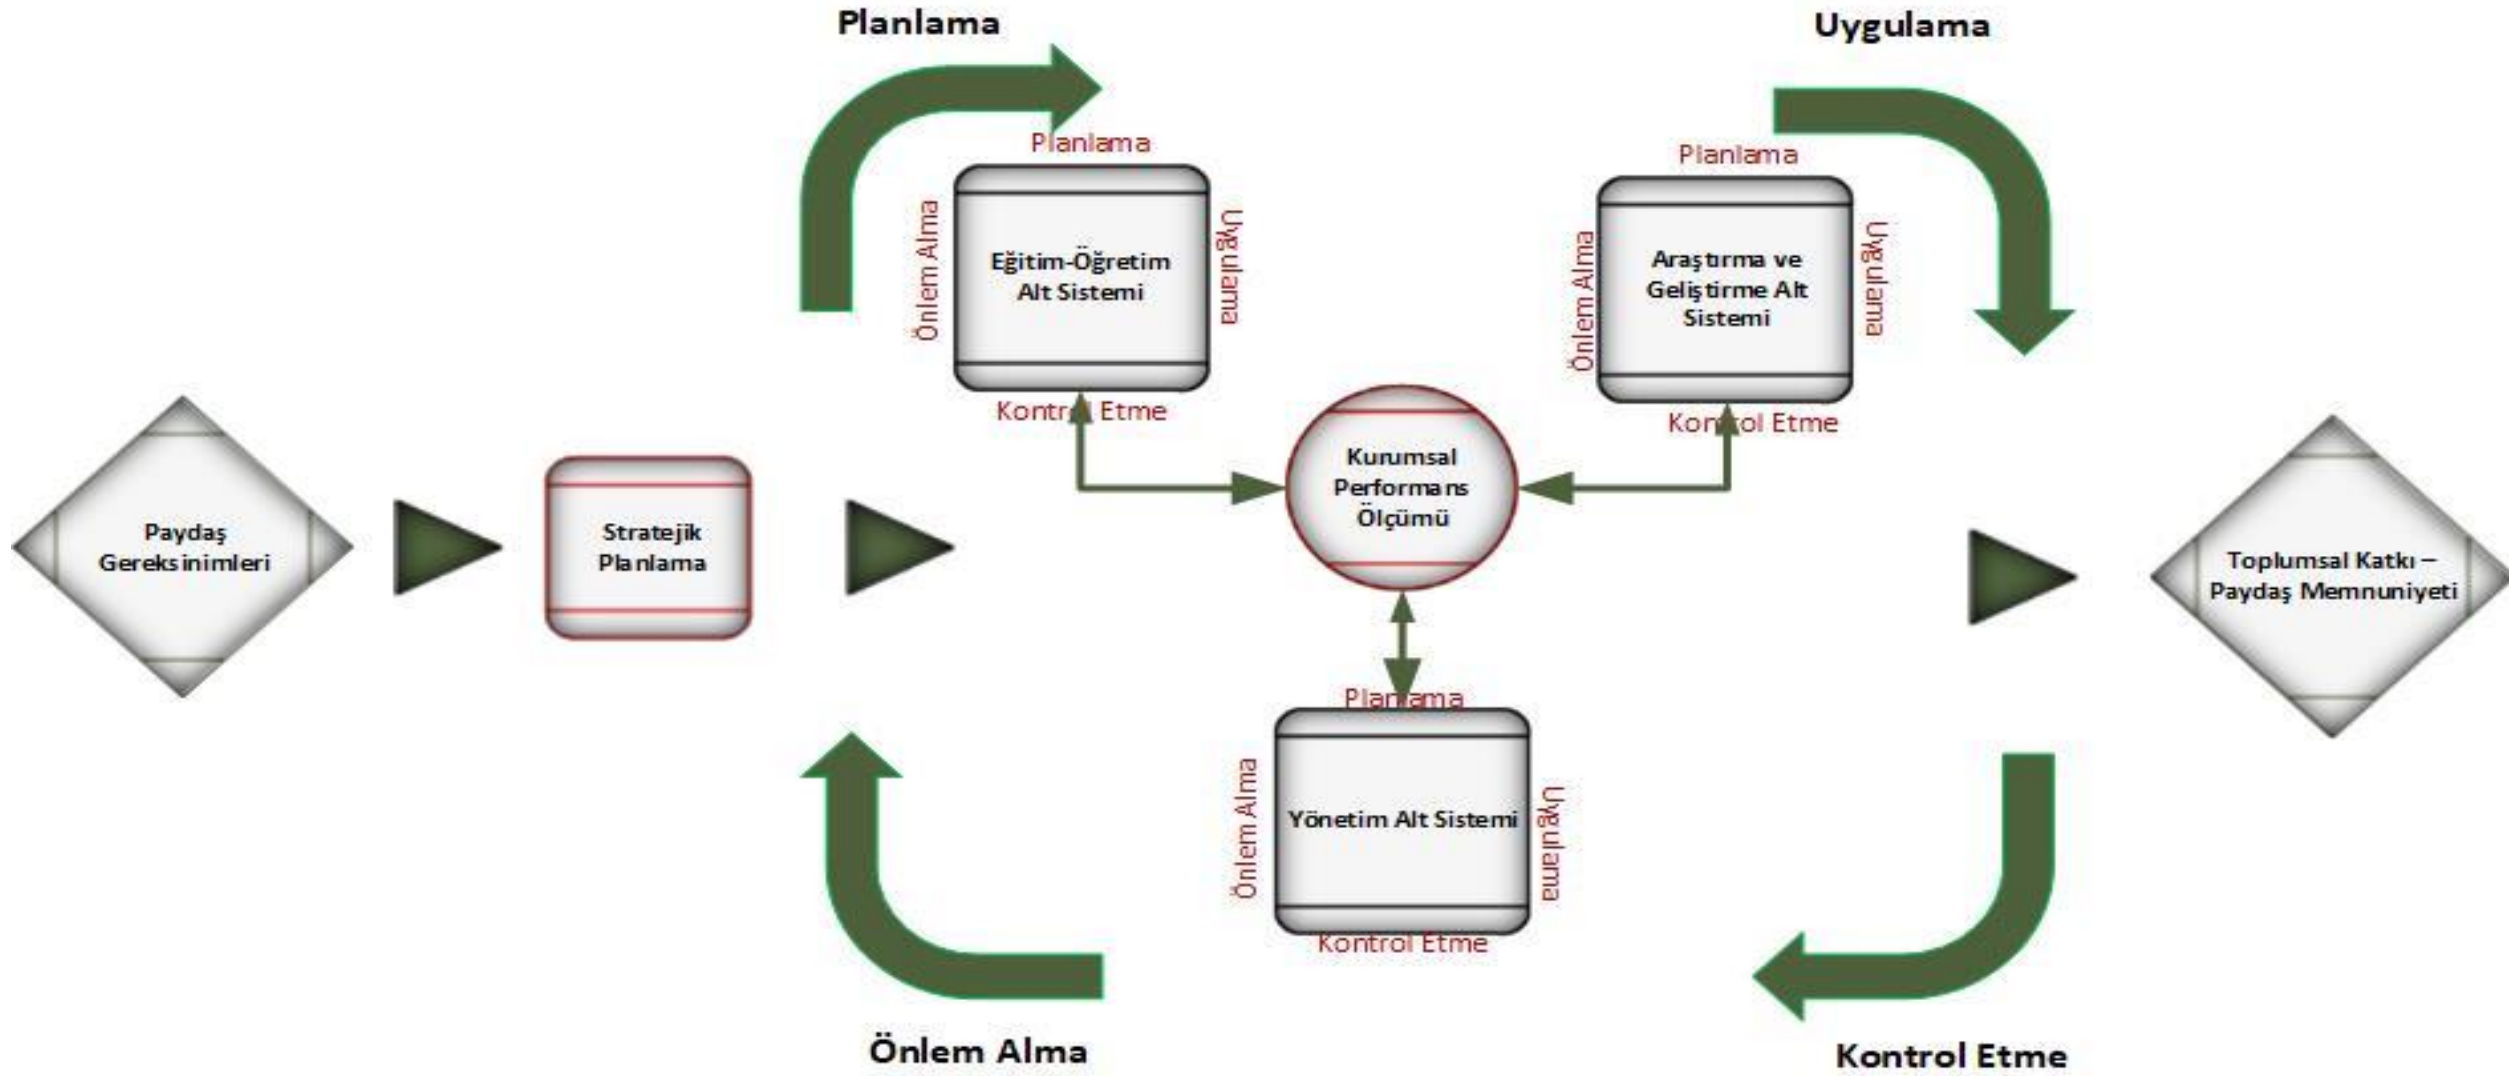 Planlama
Uygulama
Planlama
Önlem Alma
Eğitim-Öğretim
Alt Sistemi
Uygulama
Kontrol Etme
Planlama
Önlem Alma
Araştırma ve
Geliştirme Alt
Sistemi
Uygulama
Kontrol Etme
Paydaş
Gereksinimleri
Stratejik
Planlama
Kurumsal
Performans
Ölçümü
Toplumsal Katkı –
Paydaş Memnuniyeti
Planlama
Önlem Alma
Yönetim Alt Sistemi
Uygulama
Kontrol Etme
Önlem Alma
Kontrol Etme